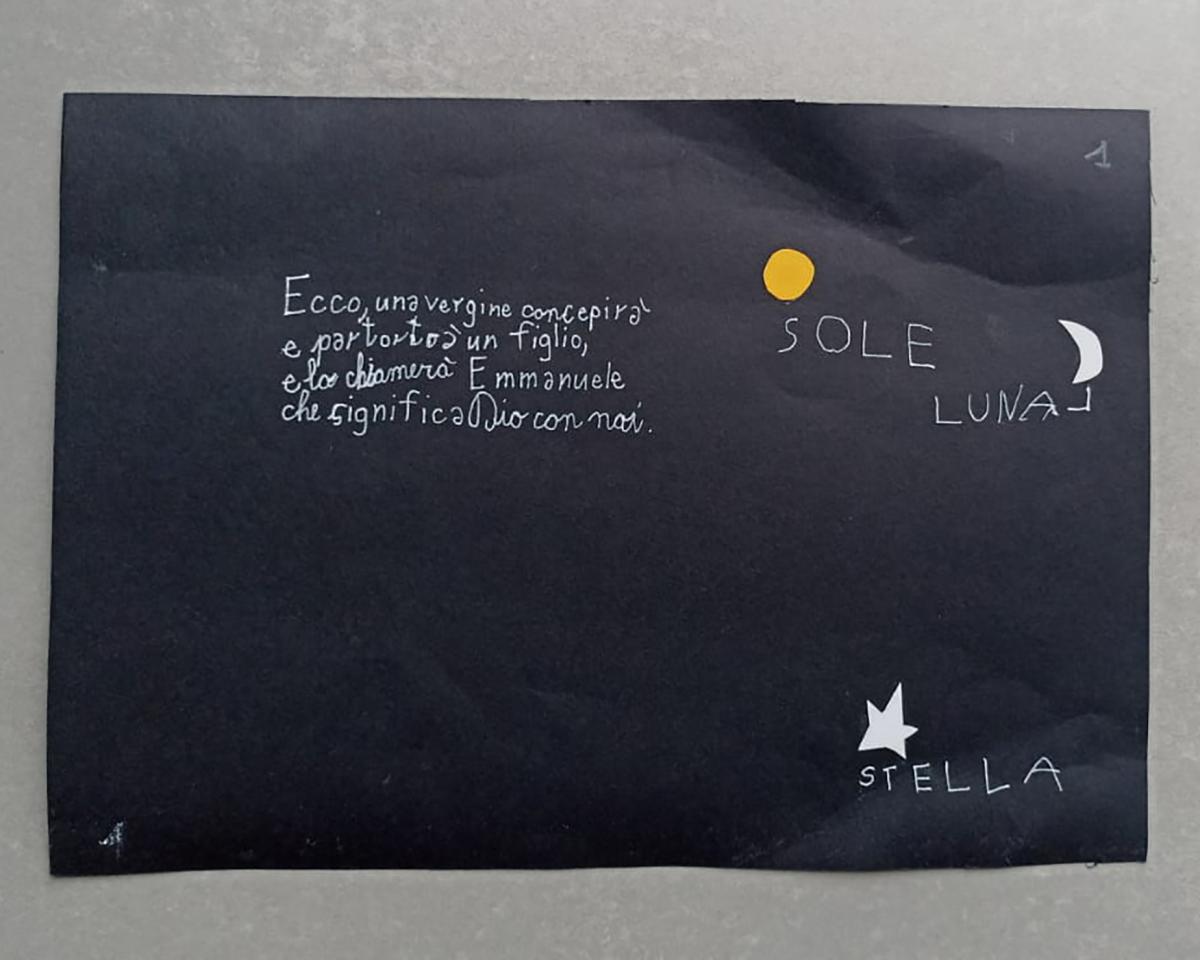 1
Ecco, una vergine concepirà
e partorirà un figlio,
e lo chiamerà Emmanuele
che significa Dio con noi.
SOLE
LUNA
STELLA
1